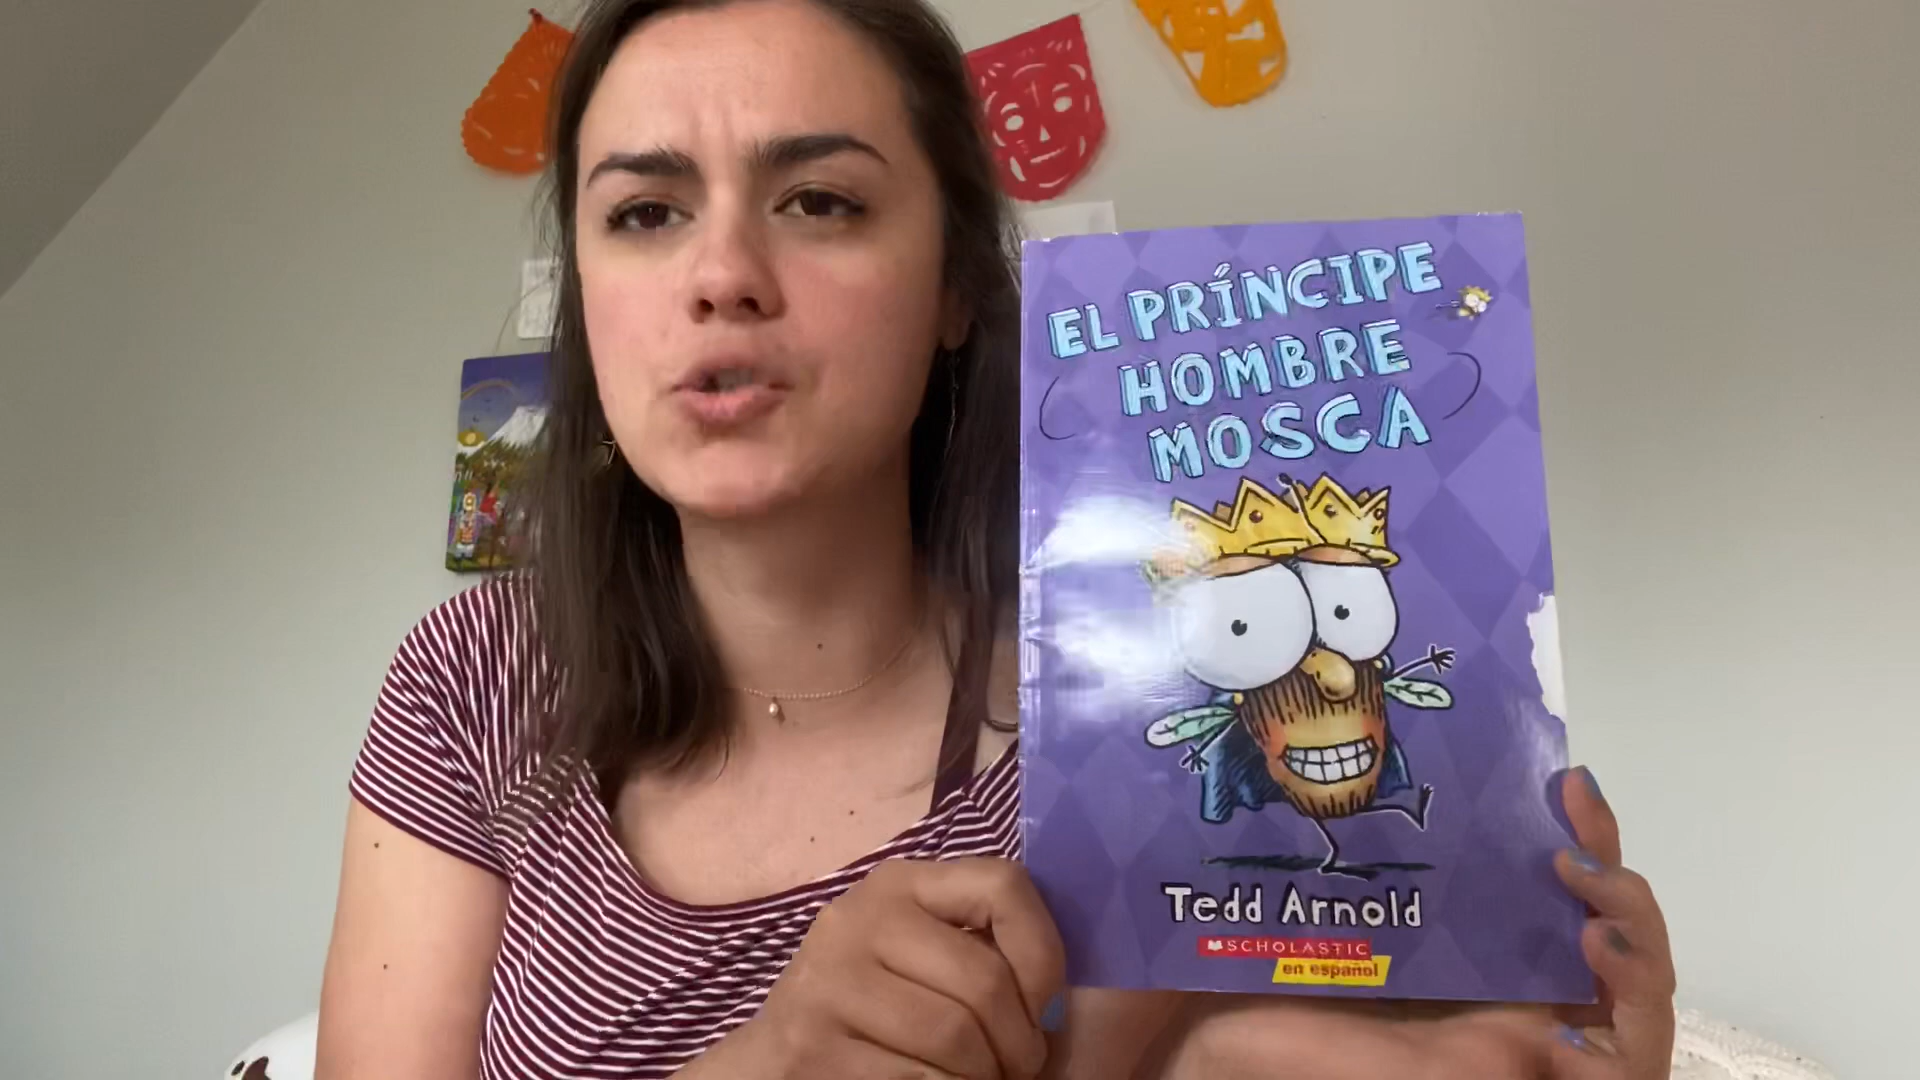 EL PRÍNCIPE
HOMBRE
MOSCA
Tedd Arnold
SCHOLASTIC
en español